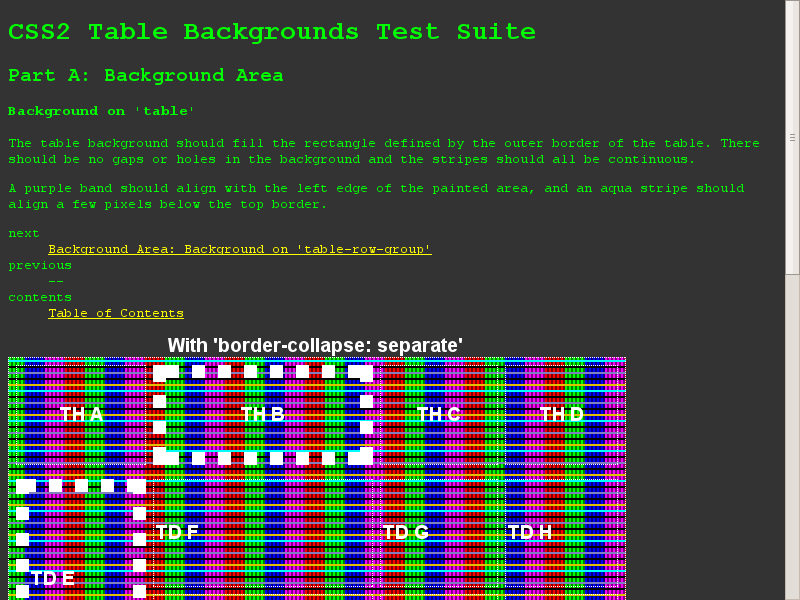 CSS2 Table Backgrounds Test Suite
Part A: Background Area
Background on 'table'
The table background should fill the rectangle defined by the outer border of the table. There
should be no gaps or holes in the background and the stripes should all be continuous.
A purple band should align with the left edge of the painted area, and an aqua stripe should
align a few pixels below the top border.
next
Background Area: Background on 'table-row-group'
previous
--
contents
Table of Contents
With 'border-collapse: separate'
TH A TH B TH C TH D
TD F TD G TD H
TD E